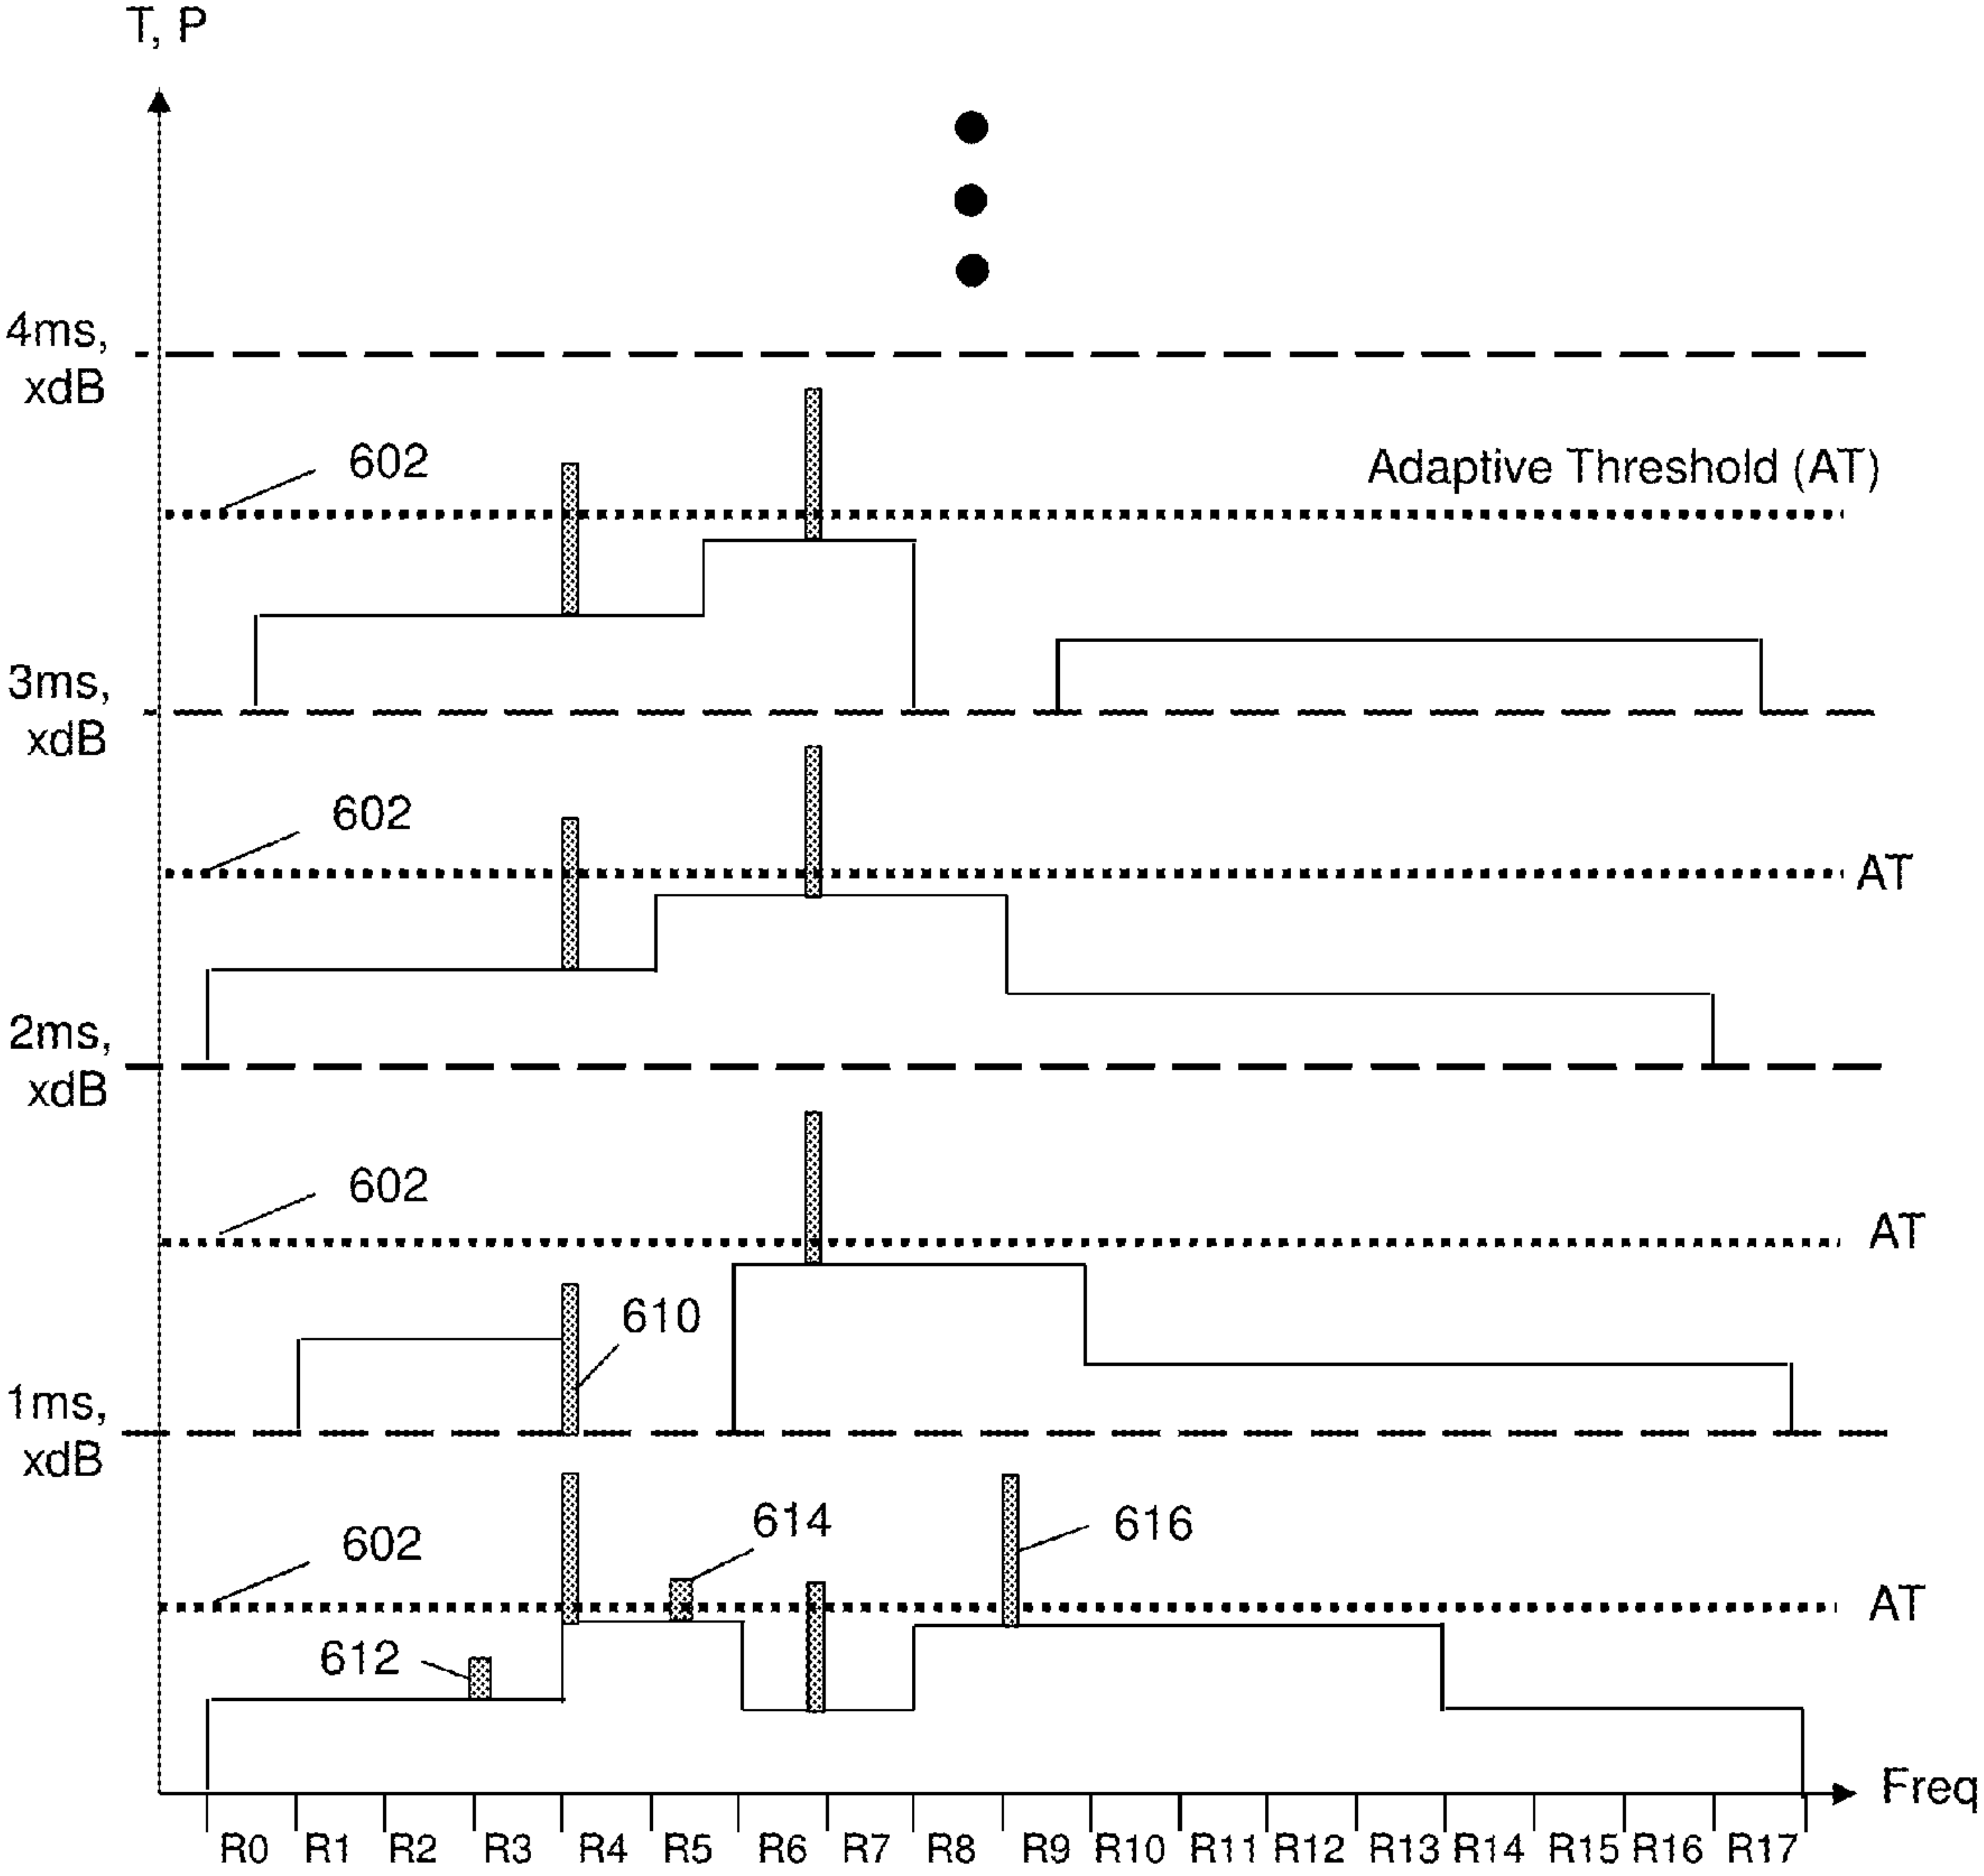 T, P
4ms,
xdB
602
Adaptive Threshold (AT)
3ms,
xdB
602
AT
2ms,
xdB
602
AT
610
1ms,
xdB
614
616
602
AT
612
Freq
R0 R1 R2 R3 R4 R5 R6 R7 R8 R9 R10 R11 R12 R13 R14 R15 R16 R17